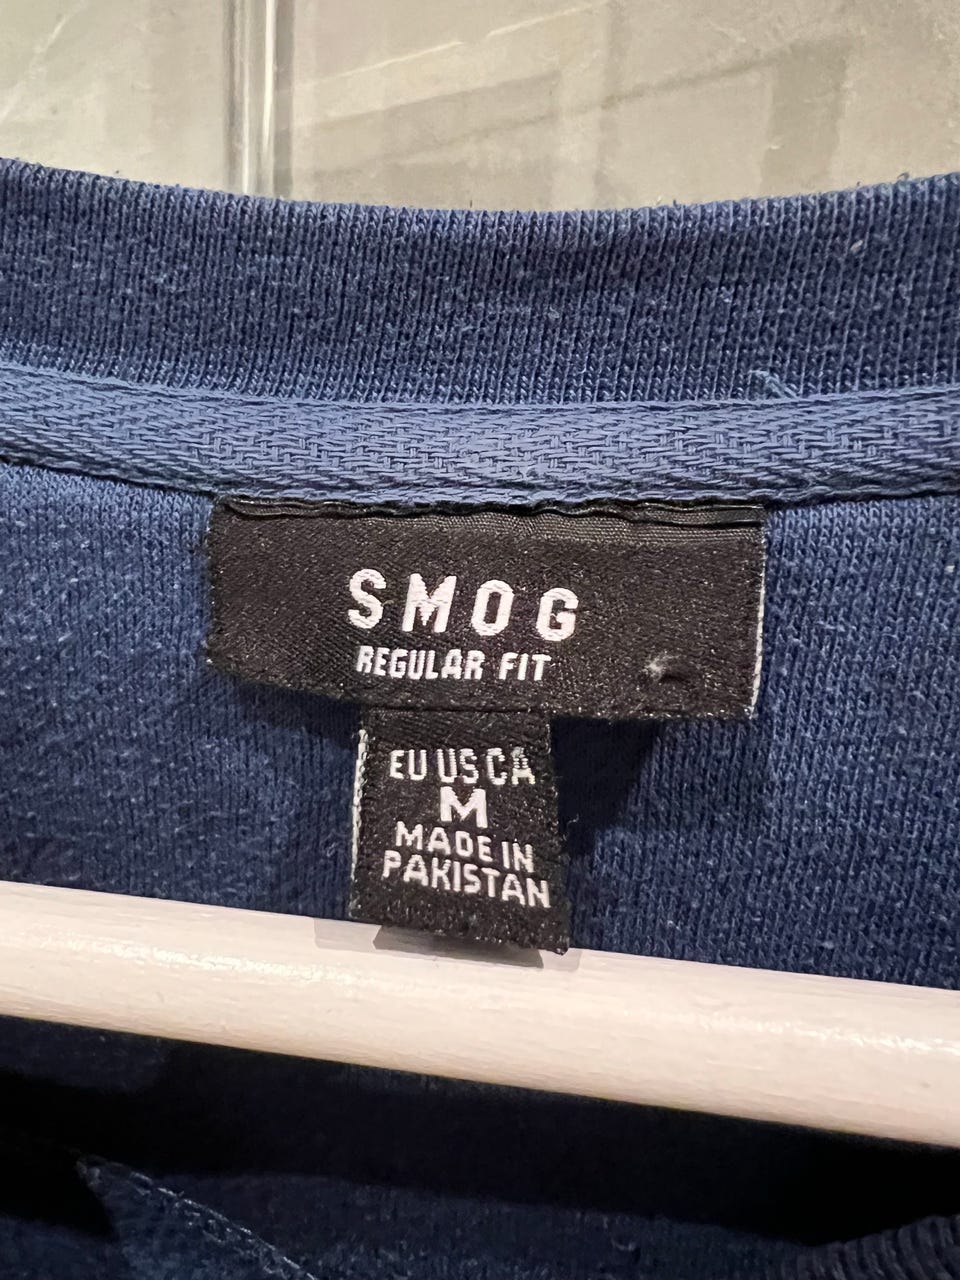 SMOG
REGULAR FIT
EU US CA
M
MADE IN
PAKISTAN